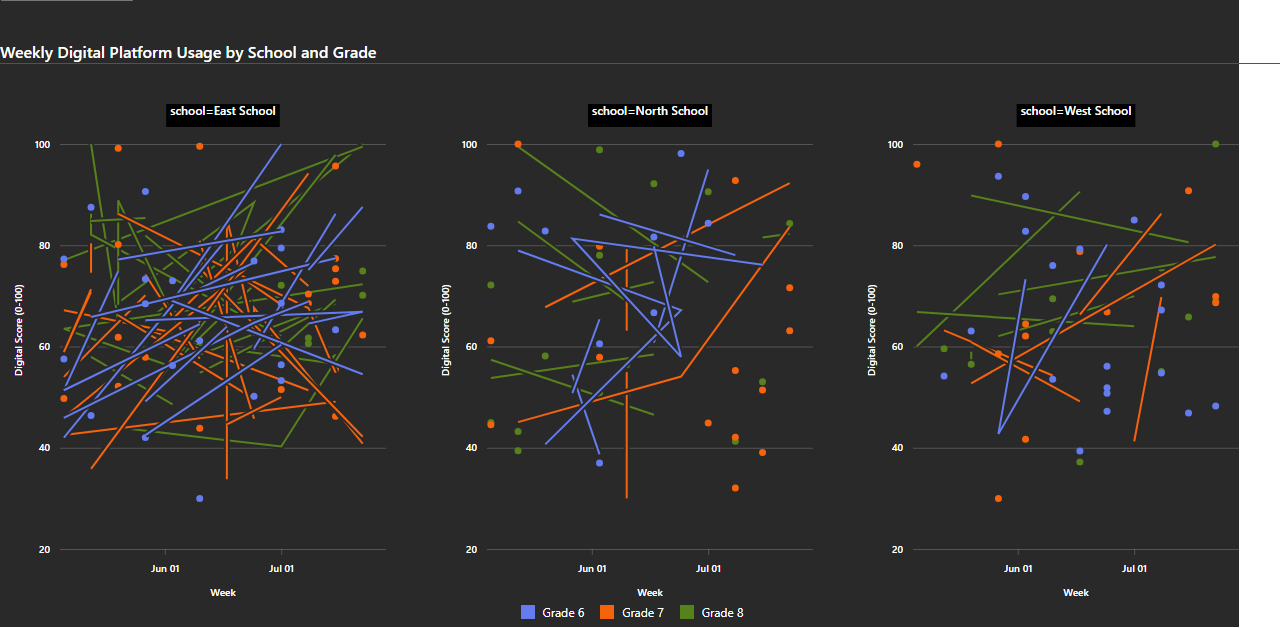 Weekly Digital Platform Usage by School and Grade
school=East School
school=North School
school=West School
100
80
60
40
20
Digital Score (0-100)
Jun 01
Jul 01
Week
100
80
60
40
20
Digital Score (0-100)
Jun 01
Jul 01
Week
100
80
60
40
20
Digital Score (0-100)
Jun 01
Jul 01
Week
Grade 6
Grade 7
Grade 8